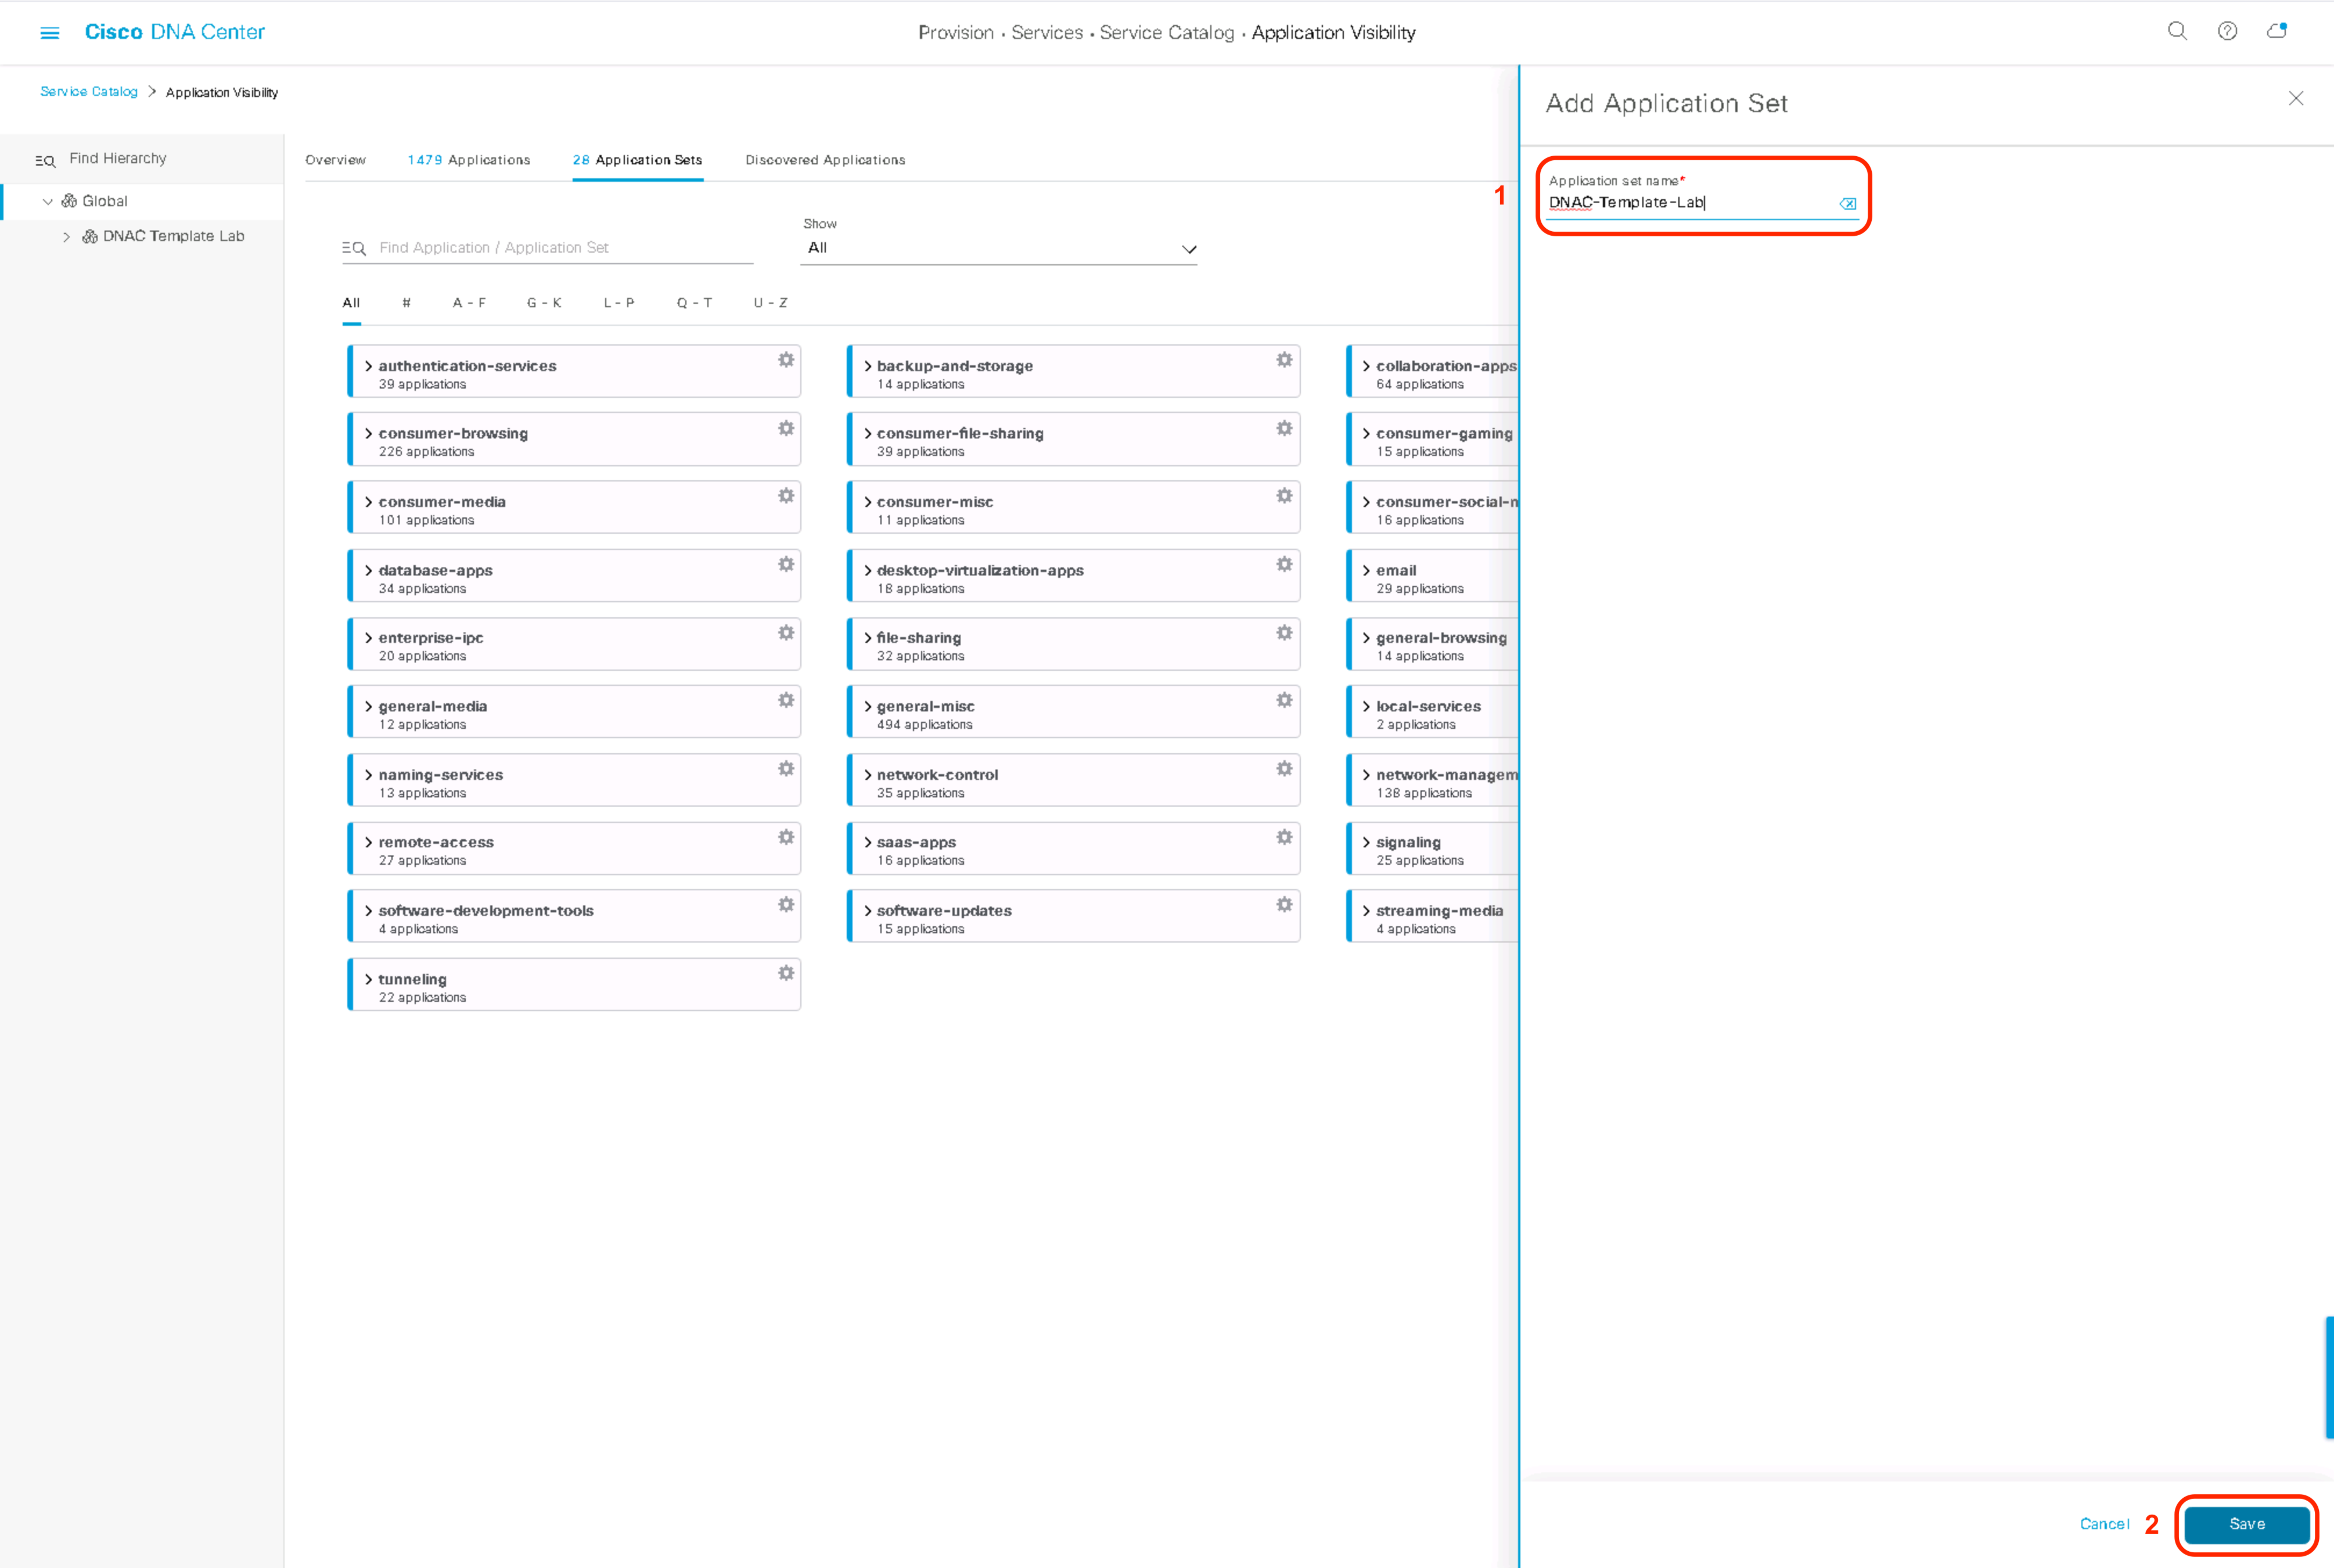 Cisco DNA Center
Provision · Services · Service Catalog · Application Visibility
Service Catalog > Application Visibility
Find Hierarchy
Global
DNAC Template Lab
Overview
1479 Applications
28 Application Sets
Discovered Applications
Find Application / Application Set
Show
All
All
#
A - F
G - K
L - P
Q - T
U - Z
authentication-services
39 applications
backup-and-storage
14 applications
collaboration-apps
64 applications
consumer-browsing
226 applications
consumer-file-sharing
39 applications
consumer-gaming
15 applications
consumer-media
101 applications
consumer-misc
11 applications
consumer-social-n
16 applications
database-apps
34 applications
desktop-virtualization-apps
18 applications
email
29 applications
enterprise-ipc
20 applications
file-sharing
32 applications
general-browsing
14 applications
general-media
12 applications
general-misc
494 applications
local-services
2 applications
naming-services
13 applications
network-control
35 applications
network-managem
138 applications
remote-access
27 applications
saas-apps
16 applications
signaling
25 applications
software-development-tools
4 applications
software-updates
15 applications
streaming-media
4 applications
tunneling
22 applications
Add Application Set
1
Application set name*
DNAC-Template-Lab
Cancel
2
Save